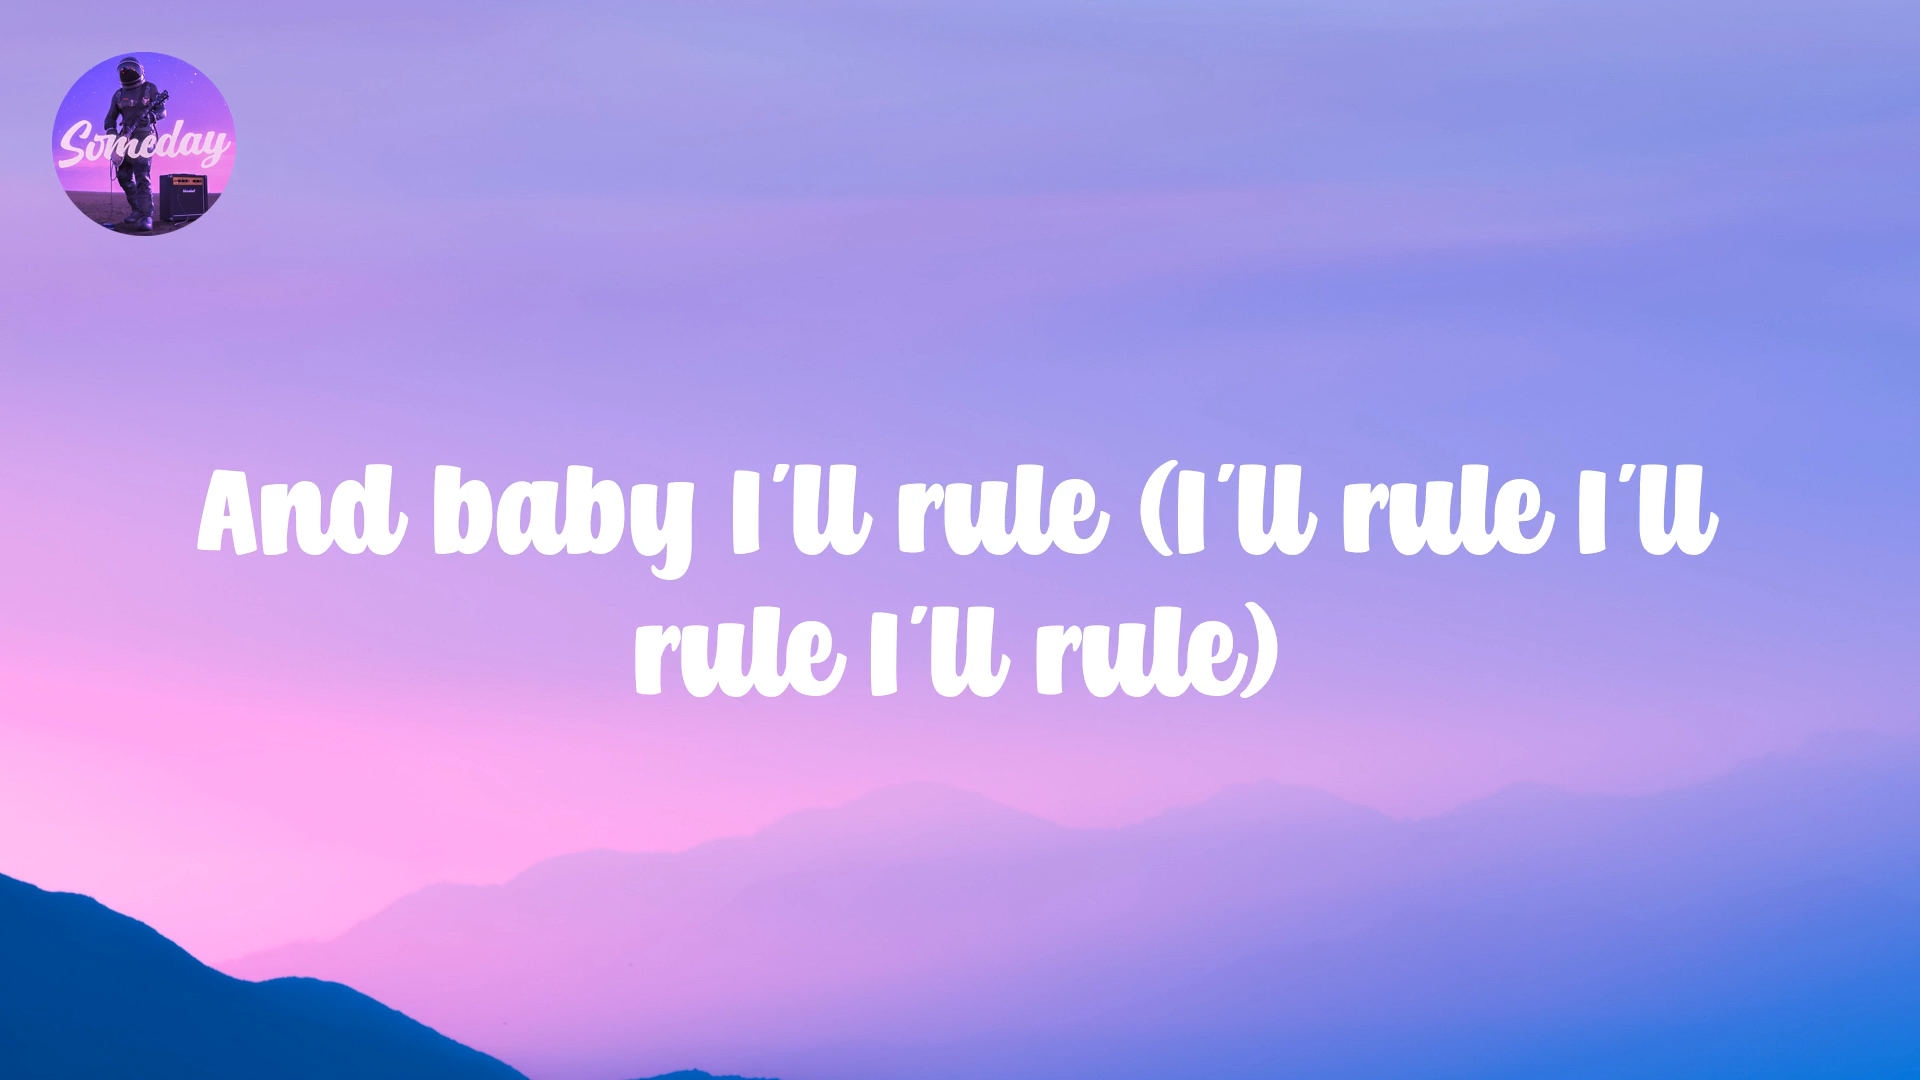 Someday
And baby I'll rule (I'll rule I'll
rule I'll rule)